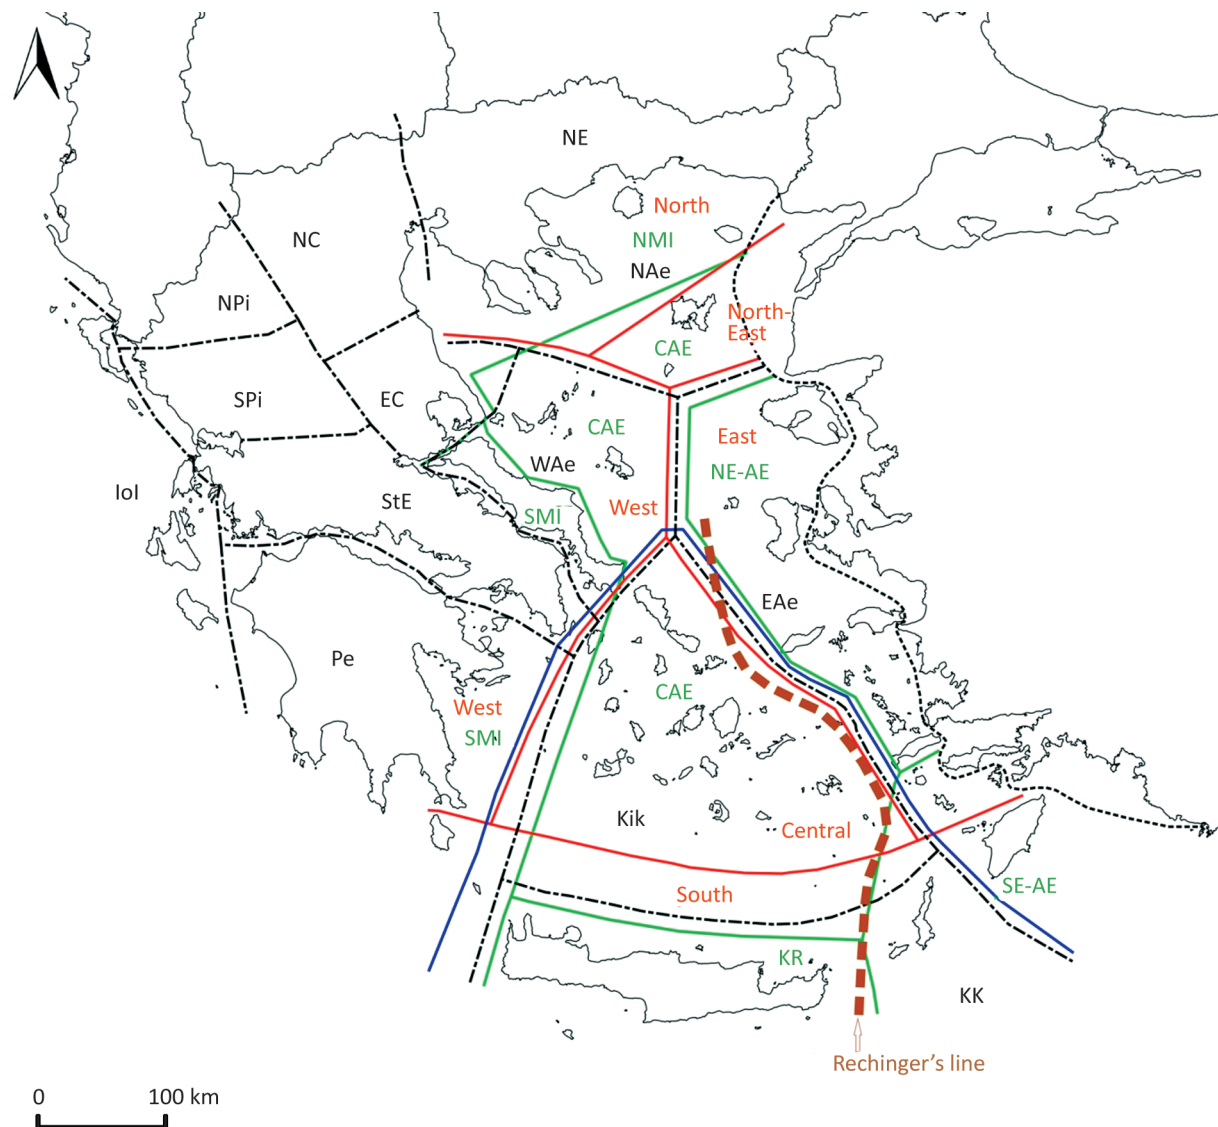 NE
North
NC
NMI
NAe
NPi
North-
East
CAE
SPi
EC
CAE
East
WAe
NE-AE
Iol
StE
SMI
West
EAe
Pe
CAE
West
SMI
Kik
Central
South
SE-AE
KR
KK
Rechinger’s line
0
100 km